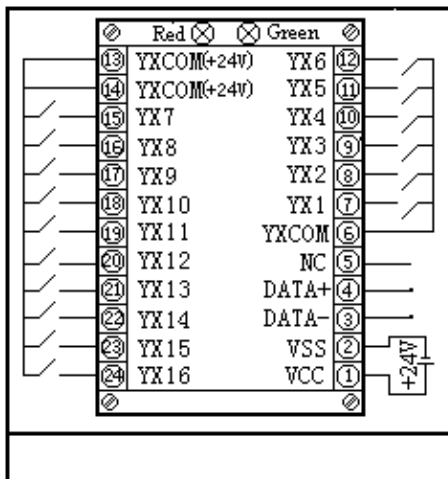 Red Green
⑬ YXCOM(+24V) YX6 ⑫
⑭ YXCOM(+24V) YX5 ⑪
⑮ YX7 YX4 ⑩
⑯ YX8 YX3 ⑨
⑰ YX9 YX2 ⑧
⑱ YX10 YX1 ⑦
⑲ YX11 YXCOM ⑥
⑳ YX12 NC ⑤
㉑ YX13 DATA+ ④
㉒ YX14 DATA- ③
㉓ YX15 VSS ②
㉔ YX16 VCC ①
+24V